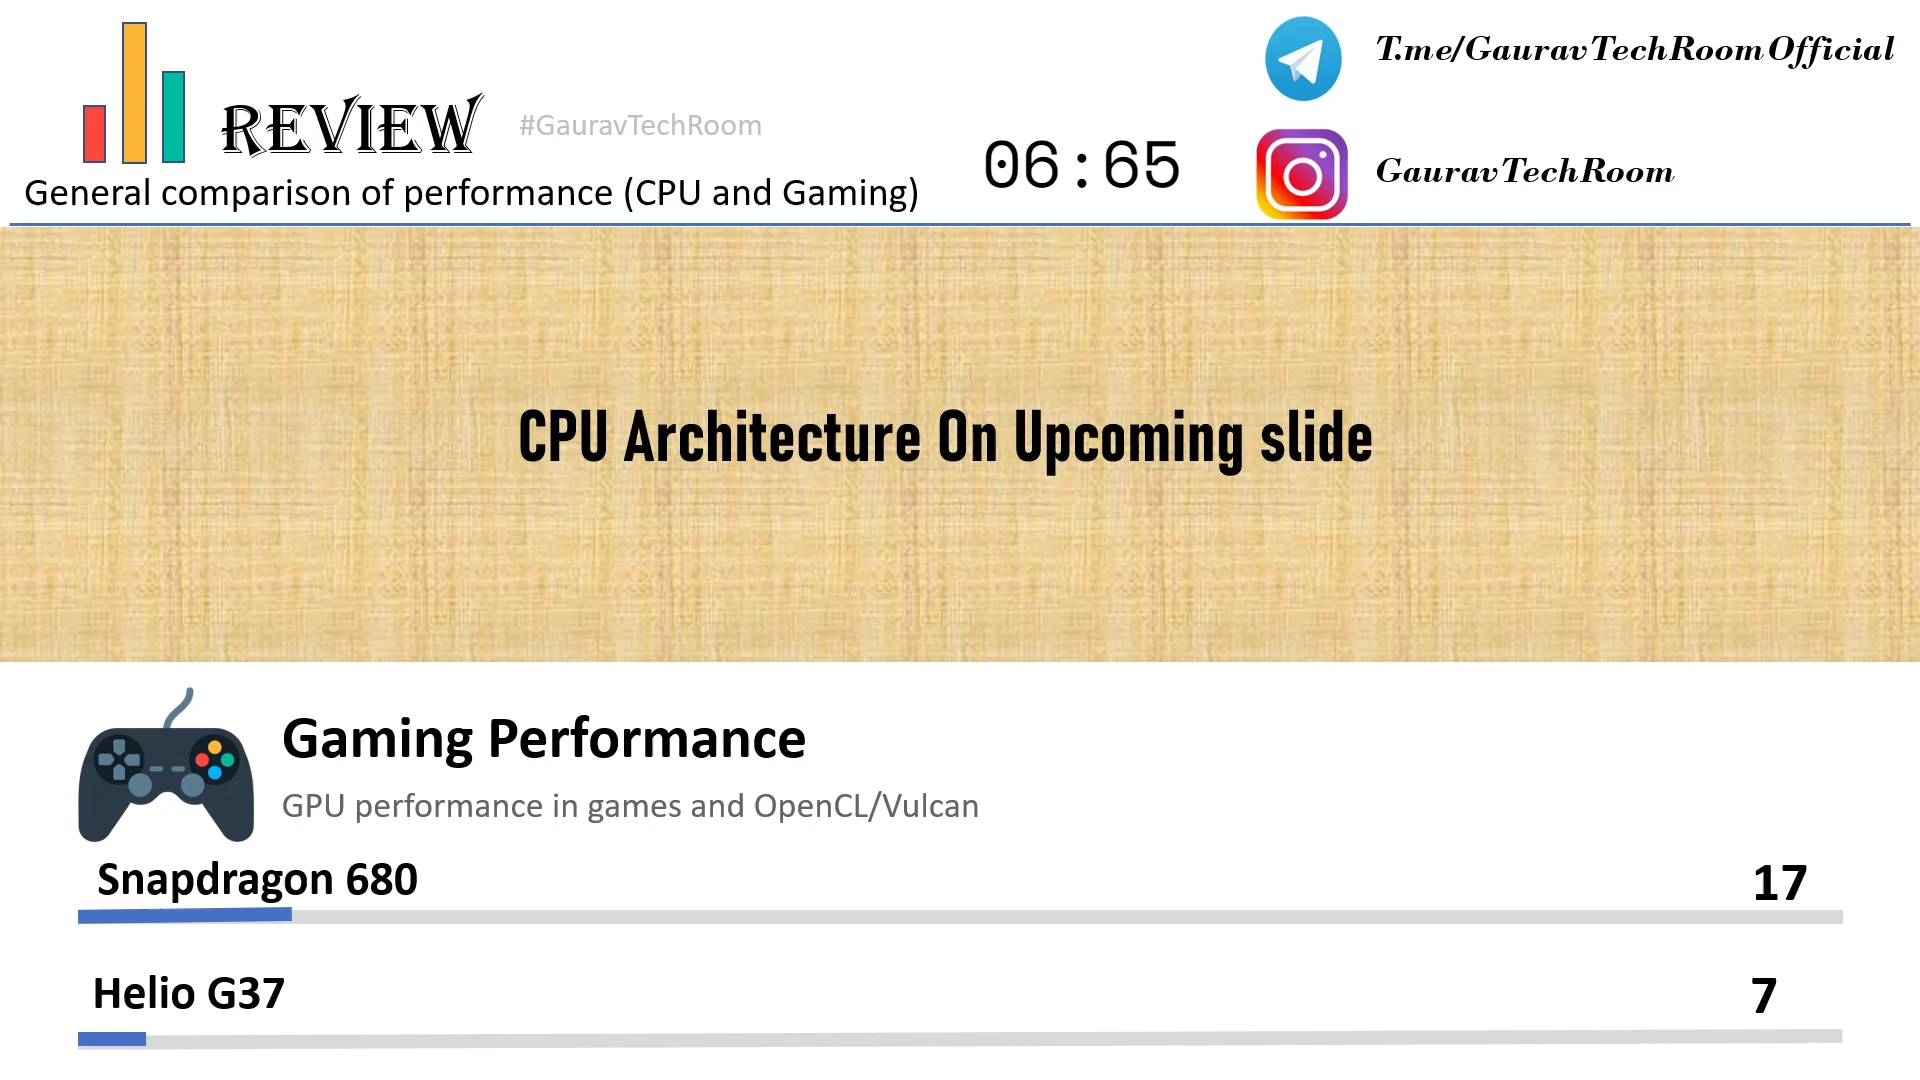 REVIEW
#GauravTechRoom
General comparison of performance (CPU and Gaming)
06:65
T.me/GauravTechRoomOfficial
GauravTechRoom
CPU Architecture On Upcoming slide
Gaming Performance
GPU performance in games and OpenCL/Vulcan
Snapdragon 680 17
Helio G37 7